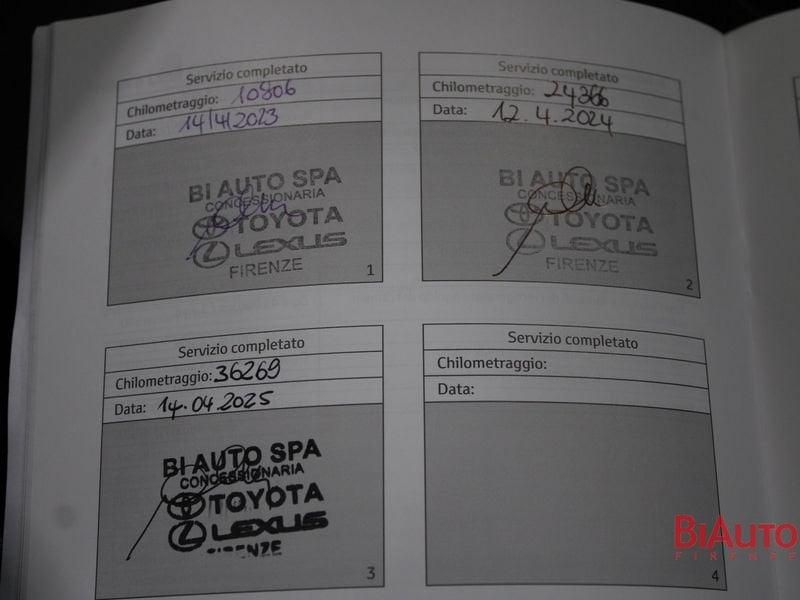 Servizio completato
Chilometraggio: 10806
Data: 14/4/2023
BI AUTO SPA
CONCESSIONARIA
TOYOTA
LEXUS
FIRENZE
1
Servizio completato
Chilometraggio: 24366
Data: 12.4.2024
BI AUTO SPA
CONCESSIONARIA
TOYOTA
LEXUS
FIRENZE
2
Servizio completato
Chilometraggio: 36269
Data: 14.04.2025
BI AUTO SPA
CONCESSIONARIA
TOYOTA
LEXUS
FIRENZE
3
Servizio completato
Chilometraggio:
Data:
4
BIAUTO
FIRENZE